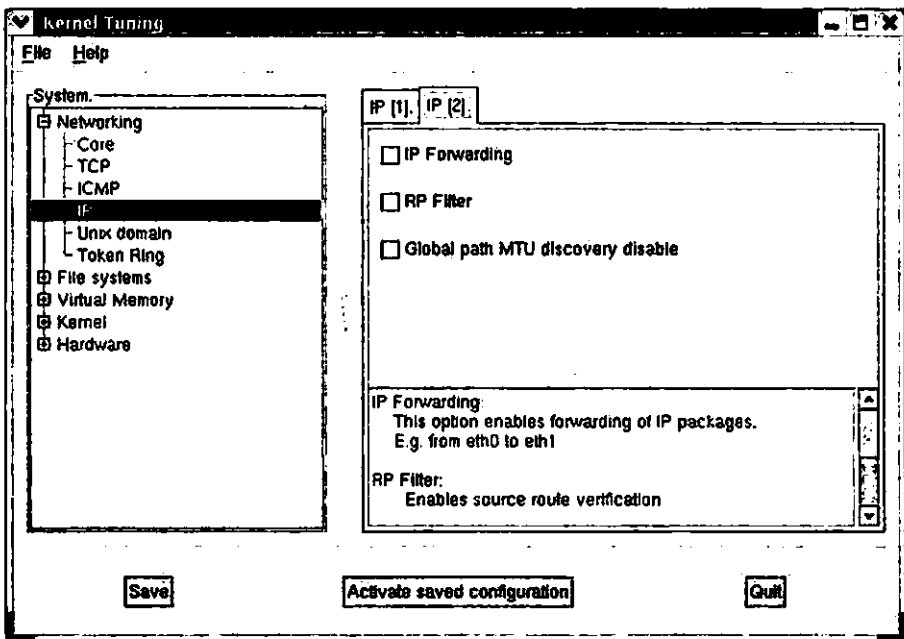 Kernel Tuning
File Help
System.
Networking
Core
TCP
ICMP
IP
Unix domain
Token Ring
File systems
Virtual Memory
Kernel
Hardware
IP [1]. IP [2].
IP Forwarding
RP Filter
Global path MTU discovery disable
IP Forwarding:
This option enables forwarding of IP packages.
E.g. from eth0 to eth1
RP Filter:
Enables source route verification
Save Activate saved configuration Quit